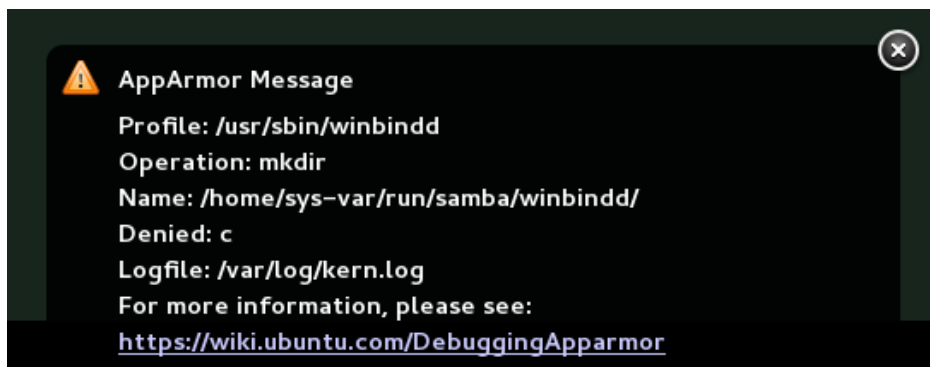 AppArmor Message
Profile: /usr/sbin/winbindd
Operation: mkdir
Name: /home/sys-var/run/samba/winbindd/
Denied: c
Logfile: /var/log/kern.log
For more information, please see:
https://wiki.ubuntu.com/DebuggingApparmor